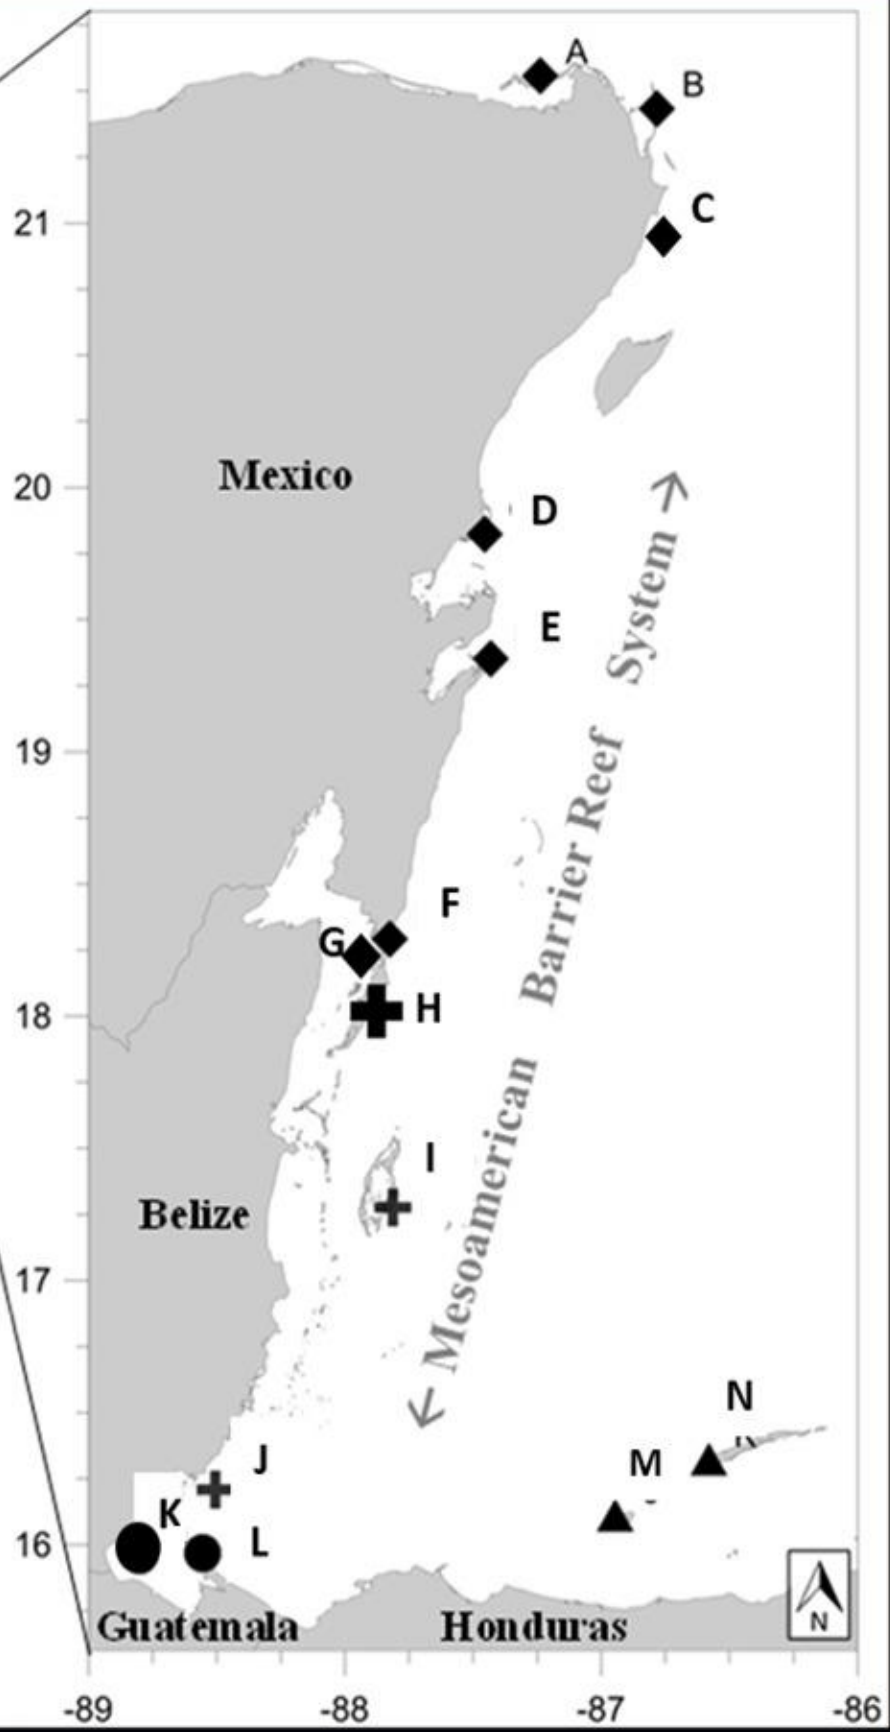 A
B
21
C
Mexico
20
D
E
19
F
G
18
H
I
Belize
17
Mesoamerican Barrier Reef System
N
J
M
K
16
L
Guatemala
Honduras
N
-89
-88
-87
-86